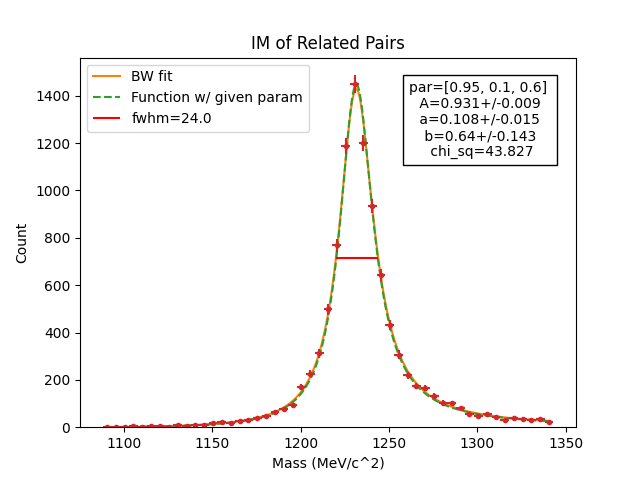 IM of Related Pairs
BW fit
Function w/ given param
fwhm=24.0
par=[0.95, 0.1, 0.6]
A=0.931+/-0.009
a=0.108+/-0.015
b=0.64+/-0.143
chi_sq=43.827
Count
1400
1200
1000
800
600
400
200
0
1100 1150 1200 1250 1300 1350
Mass (MeV/c^2)